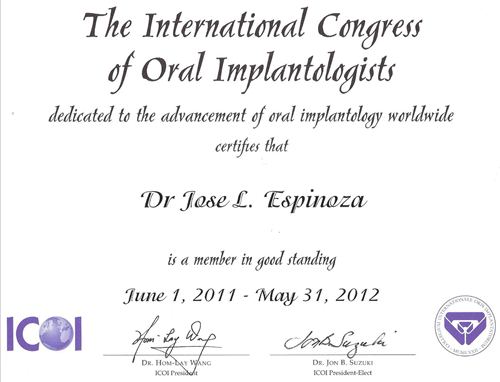 The International Congress
of Oral Implantologists
dedicated to the advancement of oral implantology worldwide
certifies that
Dr Jose L. Espinoza
is a member in good standing
June 1, 2011 - May 31, 2012
ICOI
Hom-Lay Wang
Jon B Suzuki
DR. HOM-LAY WANG
ICOI President
DR. JON B. SUZUKI
ICOI President-Elect